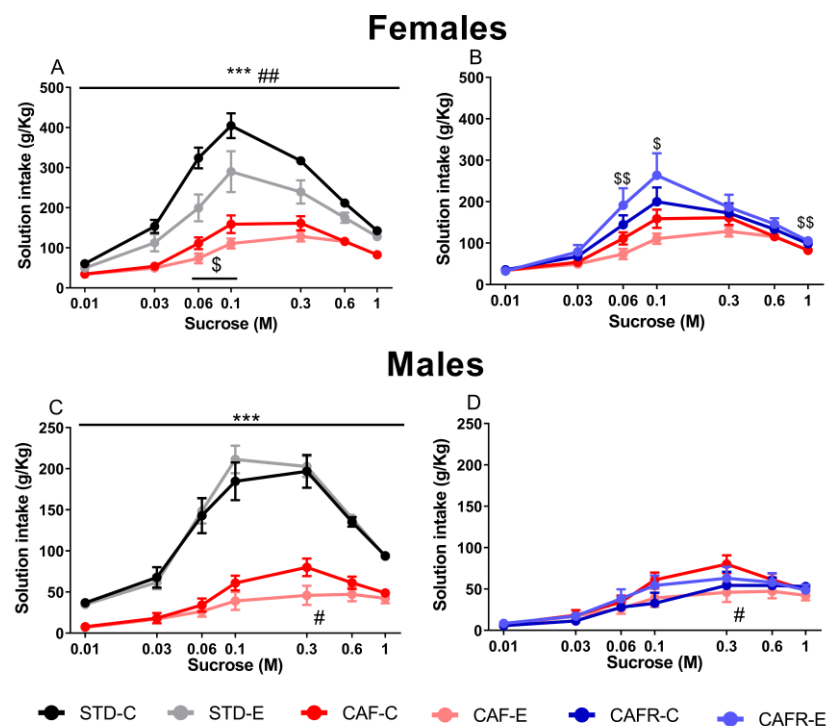 Females
A
*** ##
500
400
300
200
100
0
Solution intake (g/Kg)
$
0.01 0.03 0.06 0.1 0.3 0.6 1
Sucrose (M)
B
500
400
300
200
100
0
Solution intake (g/Kg)
$$ $ $$
0.01 0.03 0.06 0.1 0.3 0.6 1
Sucrose (M)
Males
C
***
250
200
150
100
50
0
Solution intake (g/Kg)
#
0.01 0.03 0.06 0.1 0.3 0.6 1
Sucrose (M)
D
250
200
150
100
50
0
Solution intake (g/Kg)
#
0.01 0.03 0.06 0.1 0.3 0.6 1
Sucrose (M)
STD-C STD-E CAF-C CAF-E CAFR-C CAFR-E